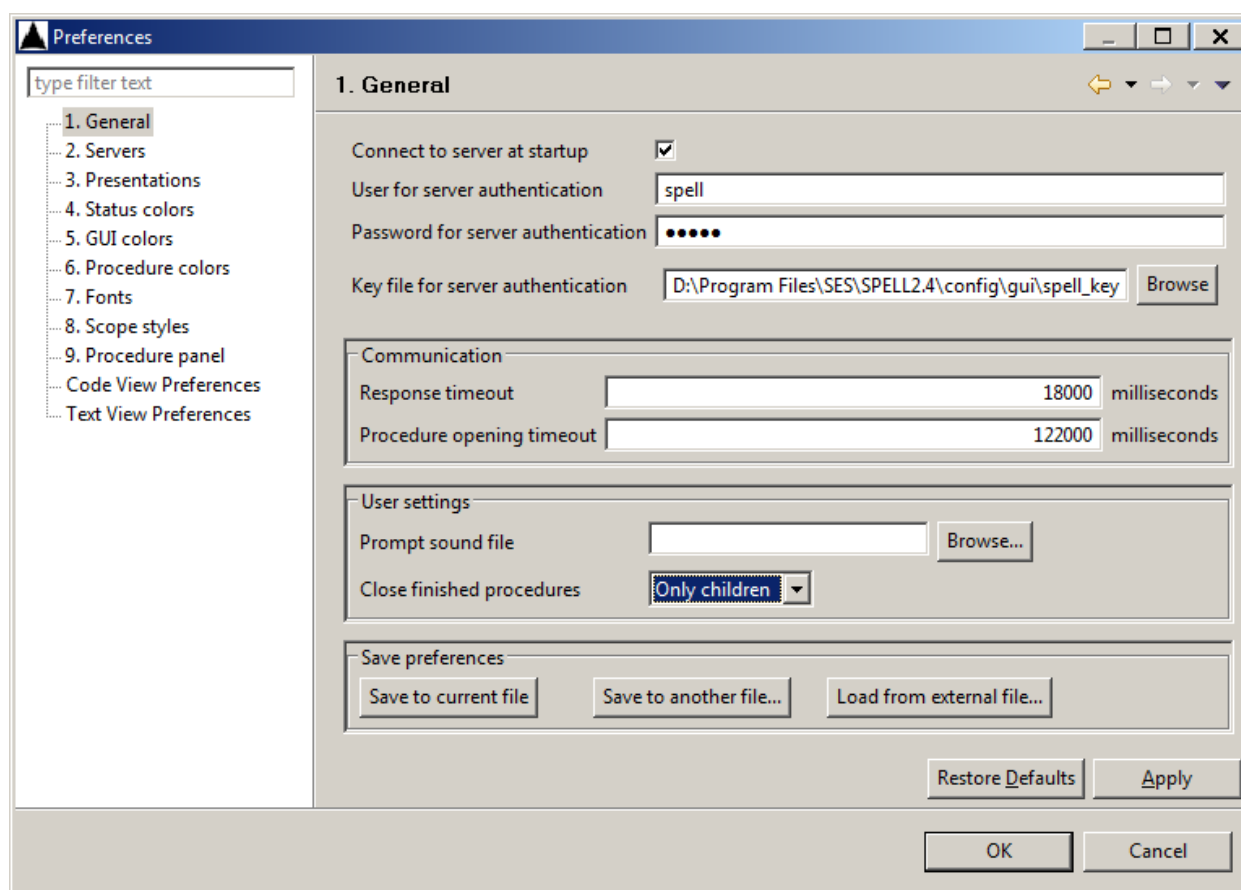 Preferences
type filter text
1. General
2. Servers
3. Presentations
4. Status colors
5. GUI colors
6. Procedure colors
7. Fonts
8. Scope styles
9. Procedure panel
Code View Preferences
Text View Preferences
1. General
Connect to server at startup
User for server authentication spell
Password for server authentication •••••
Key file for server authentication D:\Program Files\SES\SPELL2.4\config\gui\spell_key Browse
Communication
Response timeout 18000 milliseconds
Procedure opening timeout 122000 milliseconds
User settings
Prompt sound file Browse...
Close finished procedures Only children
Save preferences
Save to current file Save to another file... Load from external file...
Restore Defaults Apply
OK Cancel